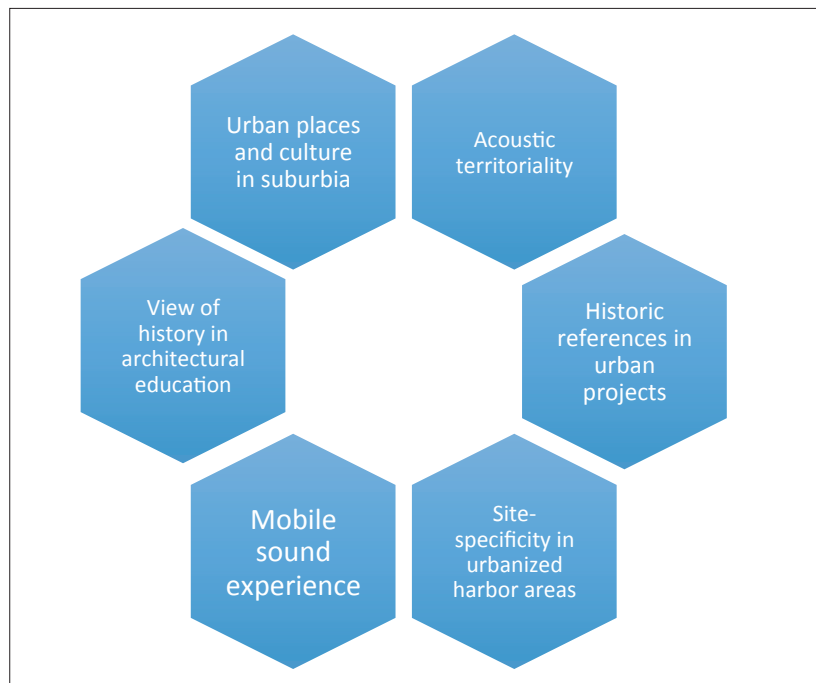 Urban places
and culture
in suburbia
Acoustic
territoriality
View of
history in
architectural
education
Historic
references in
urban
projects
Mobile
sound
experience
Site-
specificity in
urbanized
harbor areas